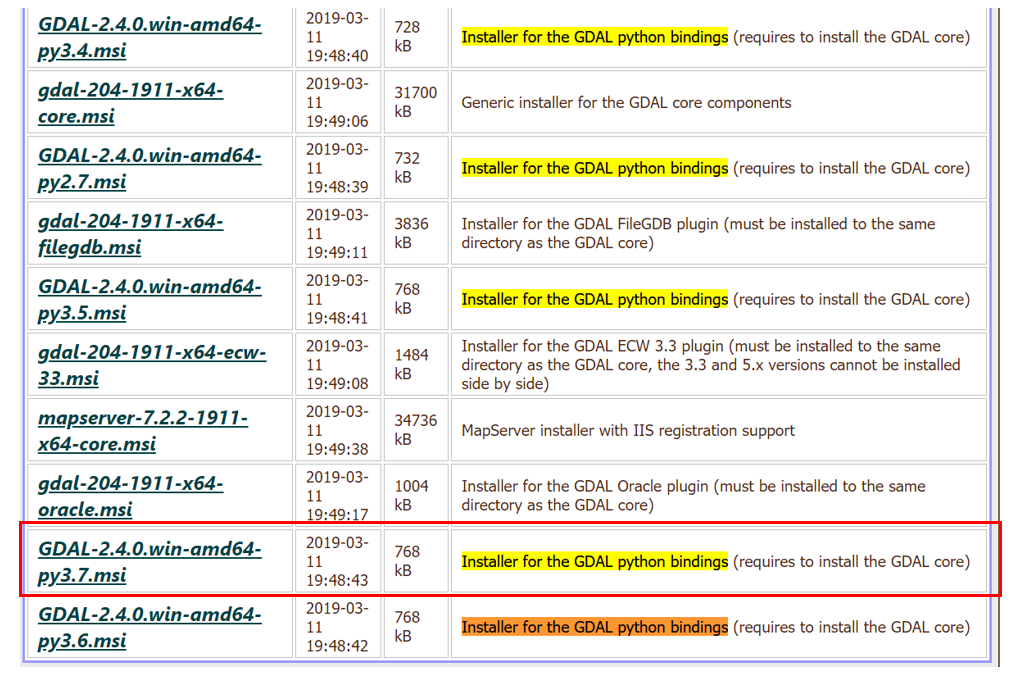 GDAL-2.4.0.win-amd64-
py3.4.msi
2019-03-
11
19:48:40
728
kB
Installer for the GDAL python bindings (requires to install the GDAL core)
gdal-204-1911-x64-
core.msi
2019-03-
11
19:49:06
31700
kB
Generic installer for the GDAL core components
GDAL-2.4.0.win-amd64-
py2.7.msi
2019-03-
11
19:48:39
732
kB
Installer for the GDAL python bindings (requires to install the GDAL core)
gdal-204-1911-x64-
filegdb.msi
2019-03-
11
19:49:11
3836
kB
Installer for the GDAL FileGDB plugin (must be installed to the same
directory as the GDAL core)
GDAL-2.4.0.win-amd64-
py3.5.msi
2019-03-
11
19:48:41
768
kB
Installer for the GDAL python bindings (requires to install the GDAL core)
gdal-204-1911-x64-ecw-
33.msi
2019-03-
11
19:49:08
1484
kB
Installer for the GDAL ECW 3.3 plugin (must be installed to the same
directory as the GDAL core, the 3.3 and 5.x versions cannot be installed
side by side)
mapserver-7.2.2-1911-
x64-core.msi
2019-03-
11
19:49:38
34736
kB
MapServer installer with IIS registration support
gdal-204-1911-x64-
oracle.msi
2019-03-
11
19:49:17
1004
kB
Installer for the GDAL Oracle plugin (must be installed to the same
directory as the GDAL core)
GDAL-2.4.0.win-amd64-
py3.7.msi
2019-03-
11
19:48:43
768
kB
Installer for the GDAL python bindings (requires to install the GDAL core)
GDAL-2.4.0.win-amd64-
py3.6.msi
2019-03-
11
19:48:42
768
kB
Installer for the GDAL python bindings (requires to install the GDAL core)